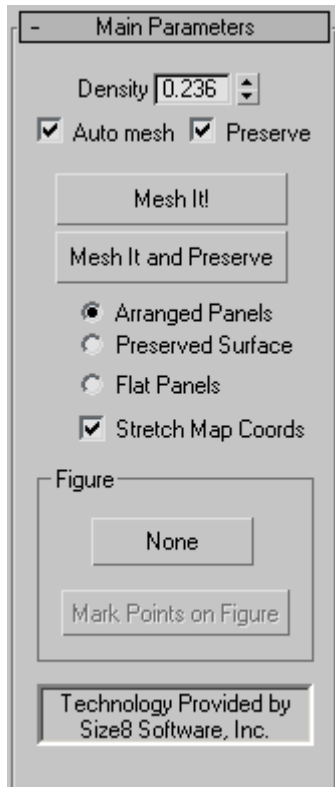 - Main Parameters
Density 0.236
Auto mesh Preserve
Mesh It!
Mesh It and Preserve
Arranged Panels
Preserved Surface
Flat Panels
Stretch Map Coords
Figure
None
Mark Points on Figure
Technology Provided by
Size8 Software, Inc.